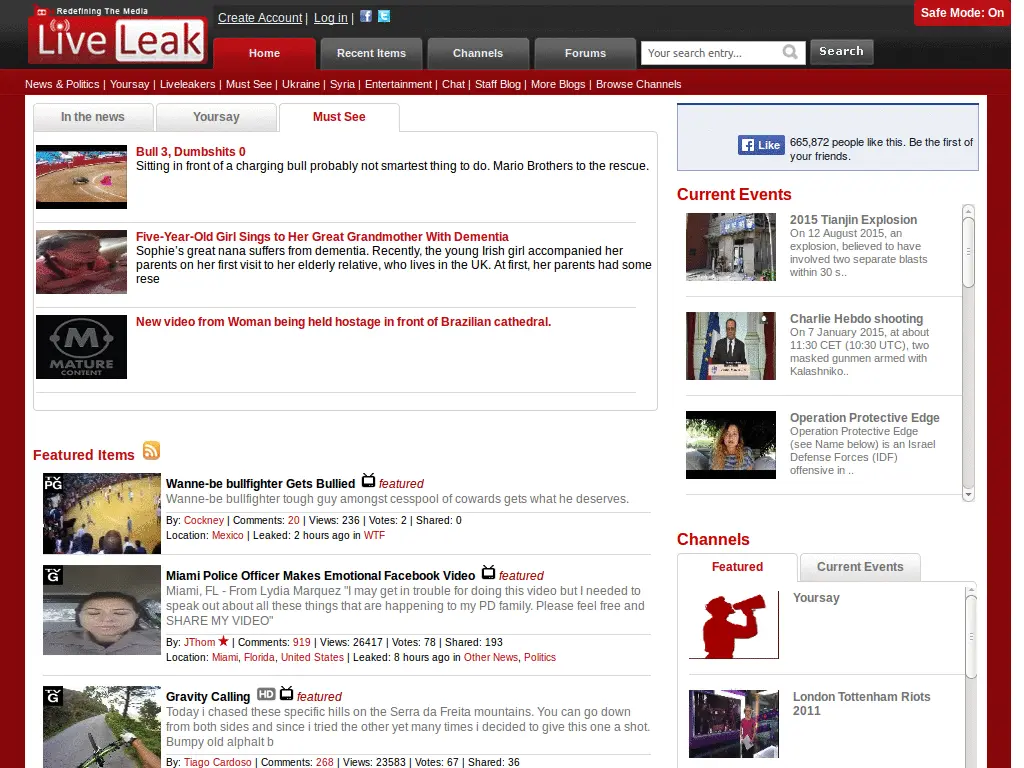 Redefining The Media
LiveLeak
Create Account | Log in |
Safe Mode: On
Home
Recent Items
Channels
Forums
Your search entry...
Search
News & Politics | Yoursay | Liveleakers | Must See | Ukraine | Syria | Entertainment | Chat | Staff Blog | More Blogs | Browse Channels
In the news
Yoursay
Must See
Bull 3, Dumbshits 0
Sitting in front of a charging bull probably not smartest thing to do. Mario Brothers to the rescue.
Five-Year-Old Girl Sings to Her Great Grandmother With Dementia
Sophie's great nana suffers from dementia. Recently, the young Irish girl accompanied her
parents on her first visit to her elderly relative, who lives in the UK. At first, her parents had some
rese
M
MATURE
CONTENT
New video from Woman being held hostage in front of Brazilian cathedral.
Featured Items
TV
PG
Wanne-be bullfighter Gets Bullied featured
Wanne-be bullfighter tough guy amongst cesspool of cowards gets what he deserves.
By: Cockney | Comments: 20 | Views: 236 | Votes: 2 | Shared: 0
Location: Mexico | Leaked: 2 hours ago in WTF
TV
G
Miami Police Officer Makes Emotional Facebook Video featured
Miami, FL - From Lydia Marquez "I may get in trouble for doing this video but I needed to
speak out about all these things that are happening to my PD family. Please feel free and
SHARE MY VIDEO"
By: JThom | Comments: 919 | Views: 26417 | Votes: 78 | Shared: 193
Location: Miami, Florida, United States | Leaked: 8 hours ago in Other News, Politics
TV
G
Gravity Calling HD featured
Today i chased these specific hills on the Serra da Freita mountains. You can go down
from both sides and since i tried the other yet many times i decided to give this one a shot.
Bumpy old alphalt b
By: Tiago Cardoso | Comments: 268 | Views: 23583 | Votes: 67 | Shared: 36
Like
665,872 people like this. Be the first of
your friends.
Current Events
2015 Tianjin Explosion
On 12 August 2015, an
explosion, believed to have
involved two separate blasts
within 30 s..
Charlie Hebdo shooting
On 7 January 2015, at about
11:30 CET (10:30 UTC), two
masked gunmen armed with
Kalashniko..
Operation Protective Edge
Operation Protective Edge
(see Name below) is an Israel
Defense Forces (IDF)
offensive in ..
Channels
Featured
Current Events
Yoursay
London Tottenham Riots
2011